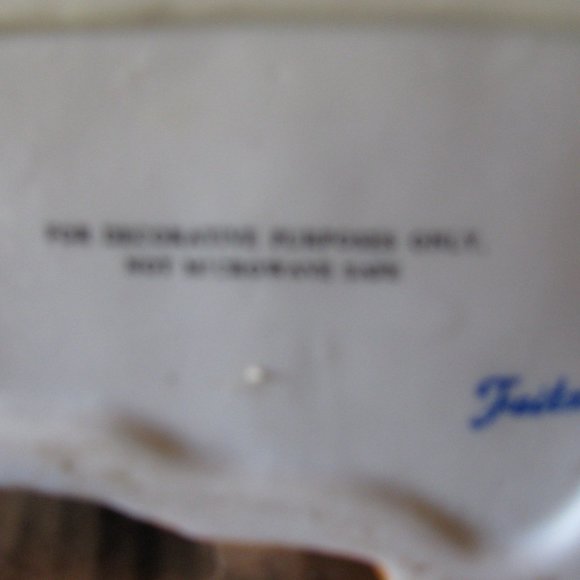 FOR DECORATIVE PURPOSES ONLY.
NOT MICROWAVE SAFE